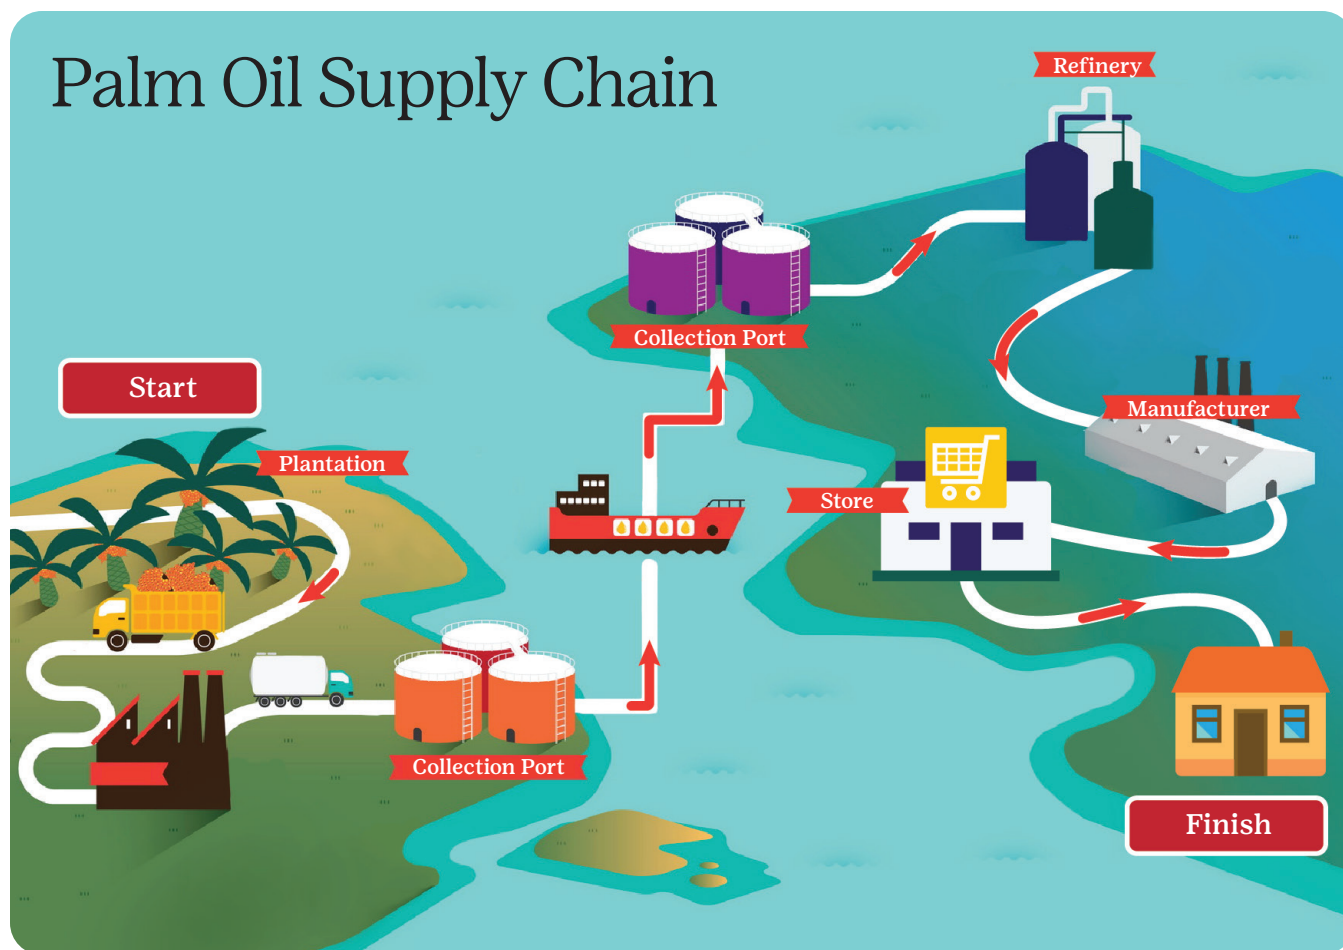 Palm Oil Supply Chain
Refinery
Collection Port
Start
Manufacturer
Plantation
Store
Collection Port
Finish